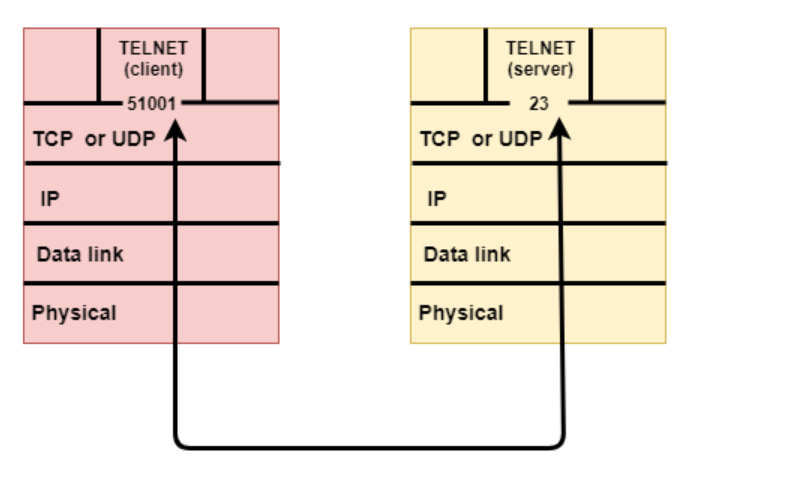 TELNET
(client)
51001
TCP or UDP
IP
Data link
Physical
TELNET
(server)
23
TCP or UDP
IP
Data link
Physical